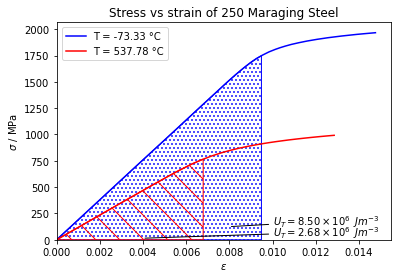 Stress vs strain of 250 Maraging Steel
T = -73.33 °C
T = 537.78 °C
σ / MPa
2000
1750
1500
1250
1000
750
500
250
0
U_T = 8.50 × 10^6 Jm^−3
U_T = 2.68 × 10^6 Jm^−3
0.000 0.002 0.004 0.006 0.008 0.010 0.012 0.014
ε